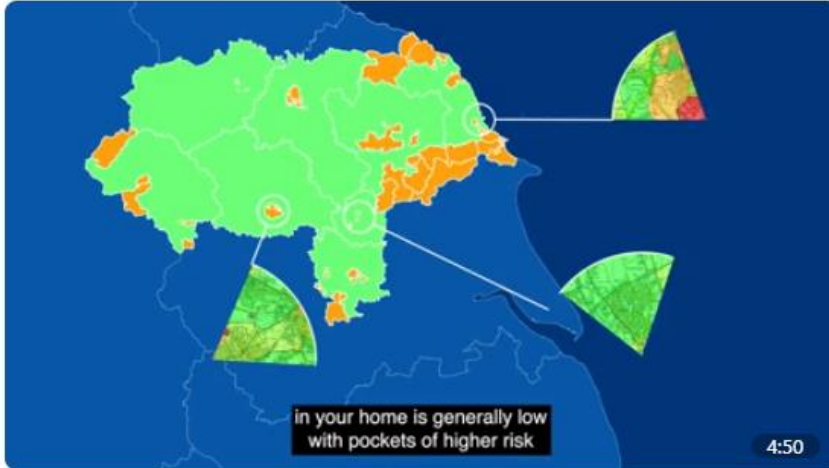 in your home is generally low
with pockets of higher risk
4:50